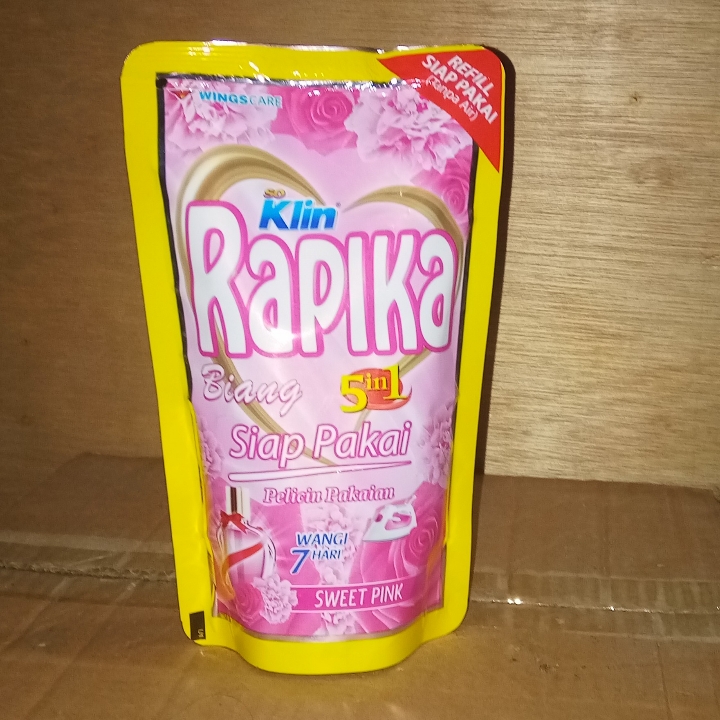 REFILL
SIAP PAKAI
(Tanpa Air)
WINGSCARE
SO
Klin
RAPIKA
Biang
5in1
Siap Pakai
Pelicin Pakaian
WANGI
7 HARI
SWEET PINK